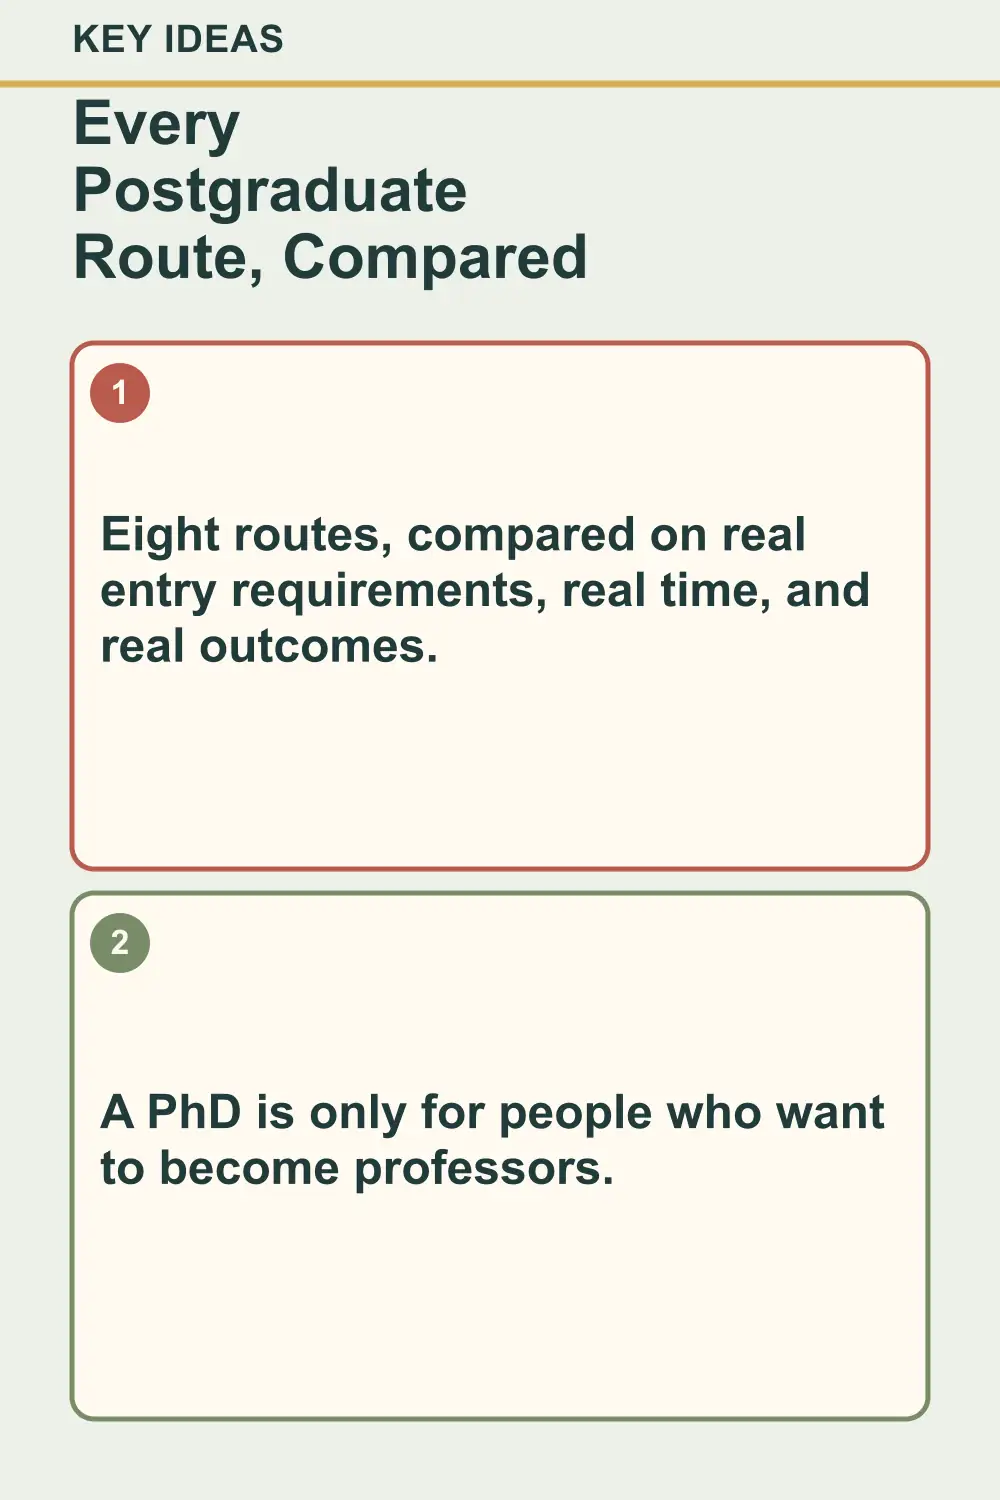 KEY IDEAS
Every
Postgraduate
Route, Compared
1
Eight routes, compared on real
entry requirements, real time, and
real outcomes.
2
A PhD is only for people who want
to become professors.